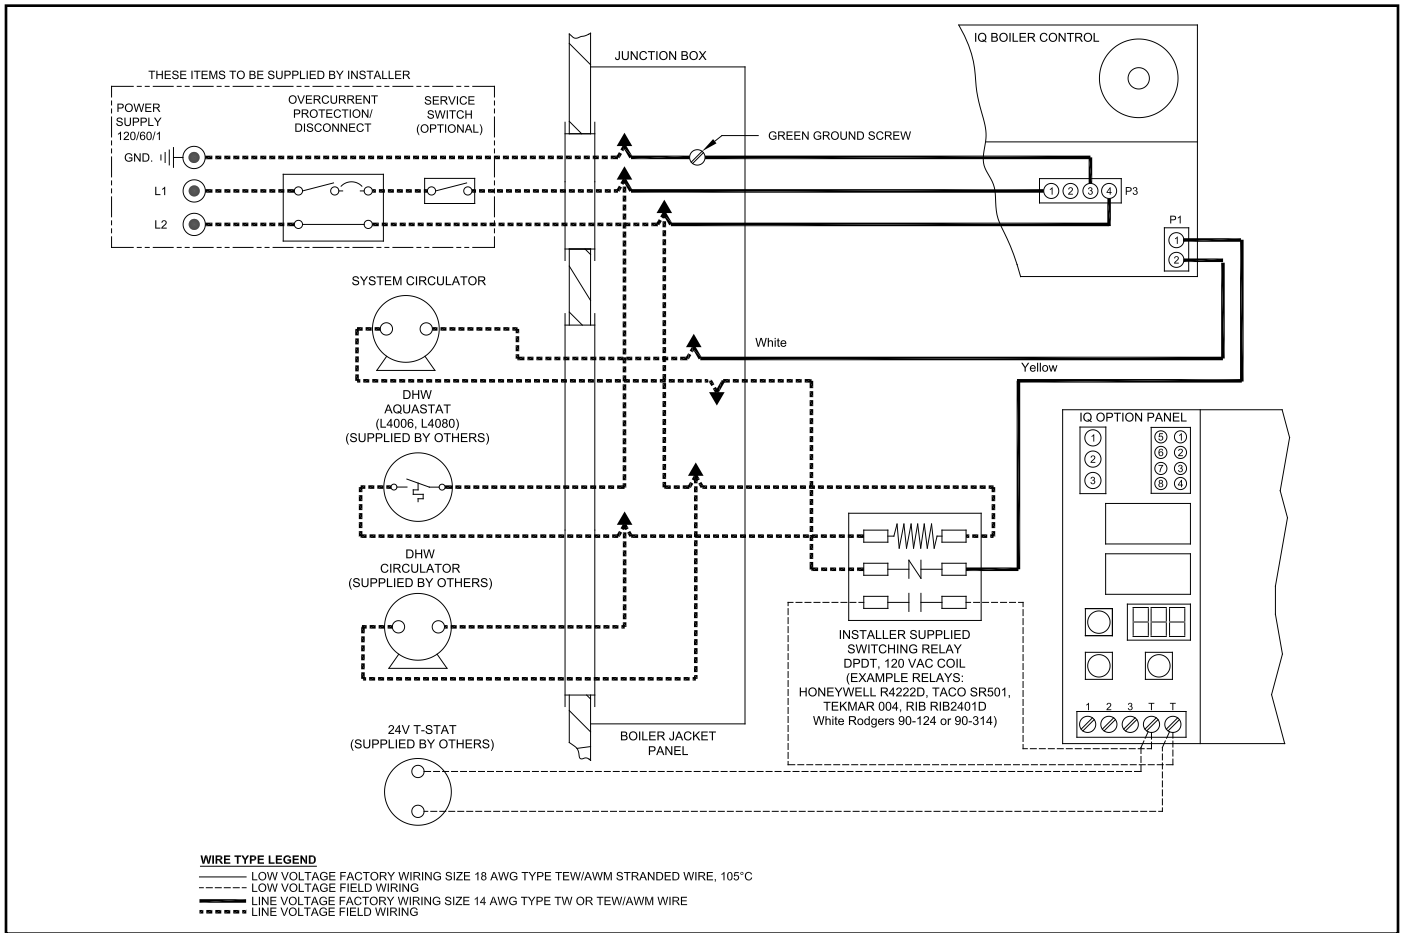 JUNCTION BOX
IQ BOILER CONTROL
THESE ITEMS TO BE SUPPLIED BY INSTALLER
POWER
SUPPLY
120/60/1
OVERCURRENT
PROTECTION/
DISCONNECT
SERVICE
SWITCH
(OPTIONAL)
GREEN GROUND SCREW
GND.
L1
L2
1 2 3 4
P3
P1
1
2
SYSTEM CIRCULATOR
White
Yellow
DHW
AQUASTAT
(L4006, L4080)
(SUPPLIED BY OTHERS)
IQ OPTION PANEL
1
2
3
5 1
6 2
7 3
8 4
DHW
CIRCULATOR
(SUPPLIED BY OTHERS)
INSTALLER SUPPLIED
SWITCHING RELAY
DPDT, 120 VAC COIL
(EXAMPLE RELAYS:
HONEYWELL R4222D, TACO SR501,
TEKMAR 004, RIB RIB2401D
White Rodgers 90-124 or 90-314)
1 2 3 T T
24V T-STAT
(SUPPLIED BY OTHERS)
BOILER JACKET
PANEL
WIRE TYPE LEGEND
LOW VOLTAGE FACTORY WIRING SIZE 18 AWG TYPE TEW/AWM STRANDED WIRE, 105°C
LOW VOLTAGE FIELD WIRING
LINE VOLTAGE FACTORY WIRING SIZE 14 AWG TYPE TW OR TEW/AWM WIRE
LINE VOLTAGE FIELD WIRING